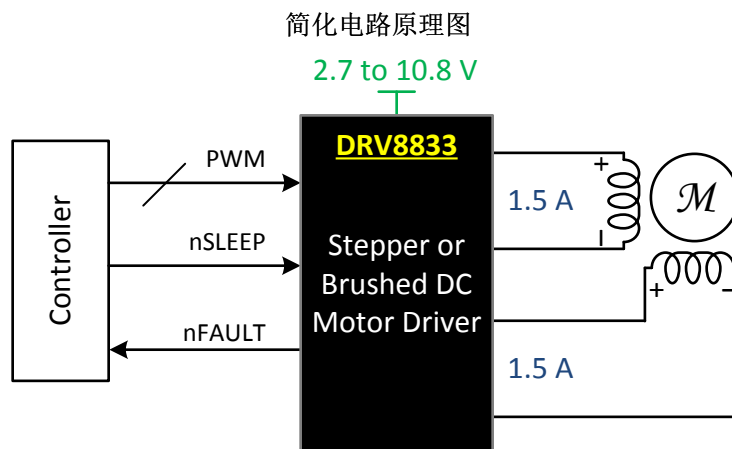 简化电路原理图
2.7 to 10.8 V
Controller
PWM
nSLEEP
nFAULT
DRV8833
Stepper or
Brushed DC
Motor Driver
1.5 A
+
–
M
+ –
1.5 A